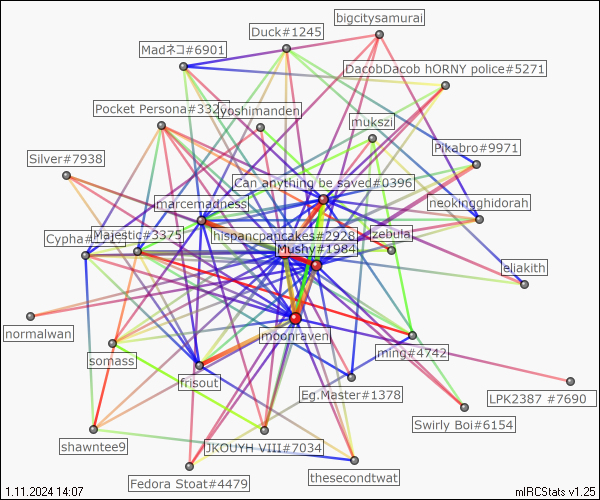 bigcitysamurai
Duck#1245
Madネコ#6901
DacobDacob hORNY police#5271
Pocket Persona#332
yoshimanden
mukszi
Pikabro#9971
Silver#7938
Can anything be saved#0396
marcemadness
neokingghidorah
Cypha#
Majestic#3375
hispancpancakes#2928
zebula
Mushy#1984
eliakith
normalwan
moonraven
somass
ming#4742
frisout
Eg.Master#1378
LPK2387 #7690
Swirly Boi#6154
shawntee9
JKOUYH VIII#7034
Fedora Stoat#4479
thesecondtwat
1.11.2024 14:07
mIRCStats v1.25